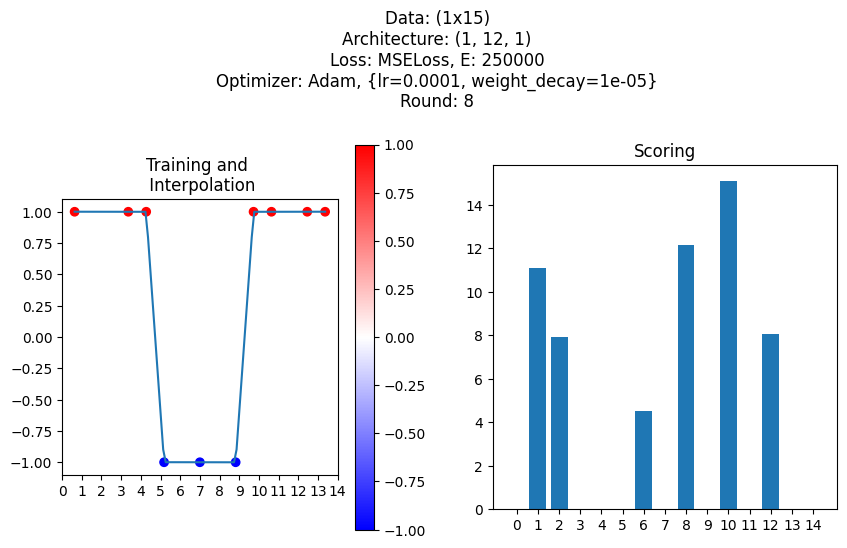 Data: (1x15)
Architecture: (1, 12, 1)
Loss: MSELoss, E: 250000
Optimizer: Adam, {lr=0.0001, weight_decay=1e-05}
Round: 8
Training and
Interpolation
1.00
0.75
0.50
0.25
0.00
−0.25
−0.50
−0.75
−1.00
0 1 2 3 4 5 6 7 8 9 10 11 12 13 14
1.00
0.75
0.50
0.25
0.00
−0.25
−0.50
−0.75
−1.00
Scoring
14
12
10
8
6
4
2
0
0 1 2 3 4 5 6 7 8 9 10 11 12 13 14